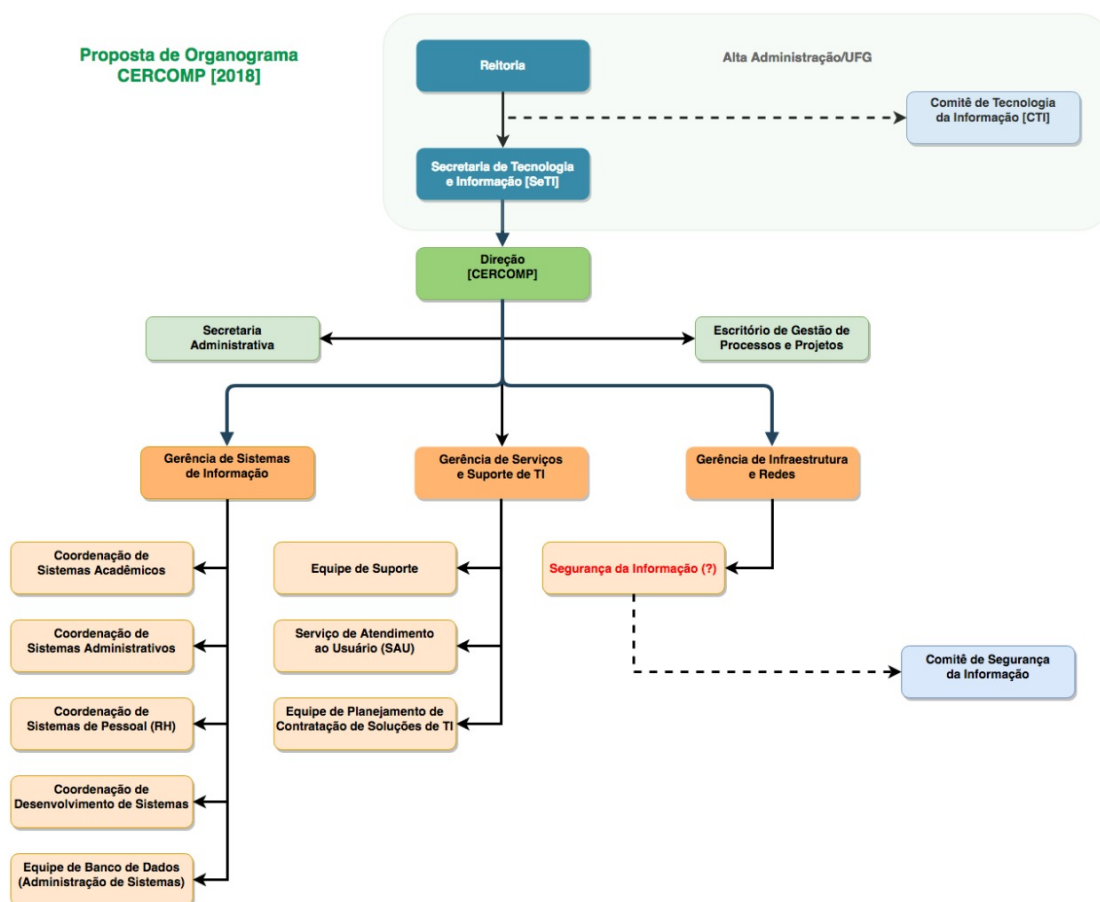 Proposta de Organograma
CERCOMP [2018]
Reitoria
Alta Administração/UFG
Comitê de Tecnologia
da Informação [CTI]
Secretaria de Tecnologia
e Informação [SeTI]
Direção
[CERCOMP]
Secretaria
Administrativa
Escritório de Gestão de
Processos e Projetos
Gerência de Sistemas
de Informação
Gerência de Serviços
e Suporte de TI
Gerência de Infraestrutura
e Redes
Coordenação de
Sistemas Acadêmicos
Equipe de Suporte
Segurança da Informação (?)
Coordenação de
Sistemas Administrativos
Serviço de Atendimento
ao Usuário (SAU)
Comitê de Segurança
da Informação
Coordenação de
Sistemas de Pessoal (RH)
Equipe de Planejamento de
Contratação de Soluções de TI
Coordenação de
Desenvolvimento de Sistemas
Equipe de Banco de Dados
(Administração de Sistemas)